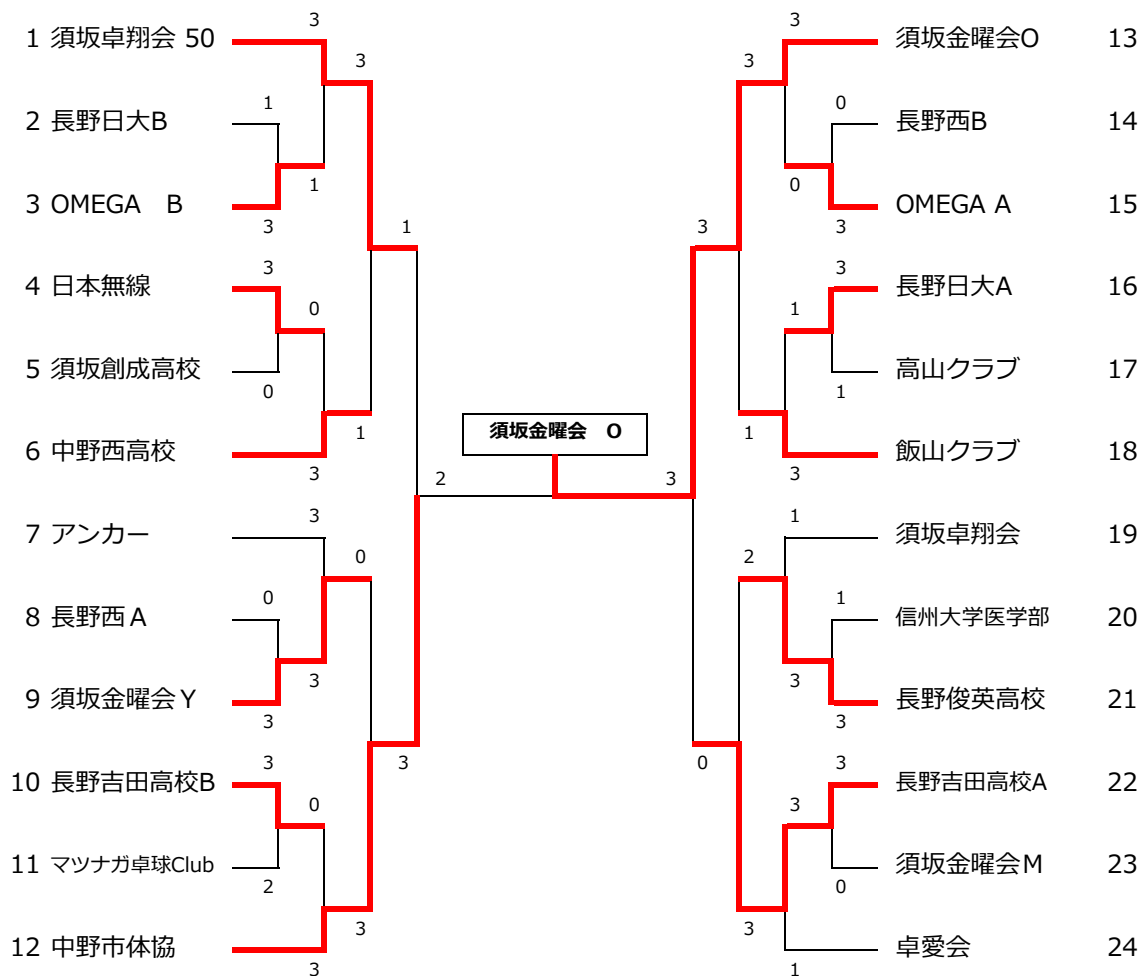 3
1 須坂卓翔会 50
3
1
2 長野日大B
1
3 OMEGA　B
3
1
3
4 日本無線
0
5 須坂創成高校
0
1
6 中野西高校
3
2
3
7 アンカー
0
0
8 長野西A
3
9 須坂金曜会Y
3
3
3
10 長野吉田高校B
0
11 マツナガ卓球Club
2
3
12 中野市体協
3
須坂金曜会　O
3
須坂金曜会O 13
3
0
長野西B 14
0
OMEGA A 15
3
3
3
長野日大A 16
1
高山クラブ 17
1
1
飯山クラブ 18
3
3
1
須坂卓翔会 19
2
1
信州大学医学部 20
3
長野俊英高校 21
3
0
3
長野吉田高校A 22
3
須坂金曜会M 23
0
3
卓愛会 24
1